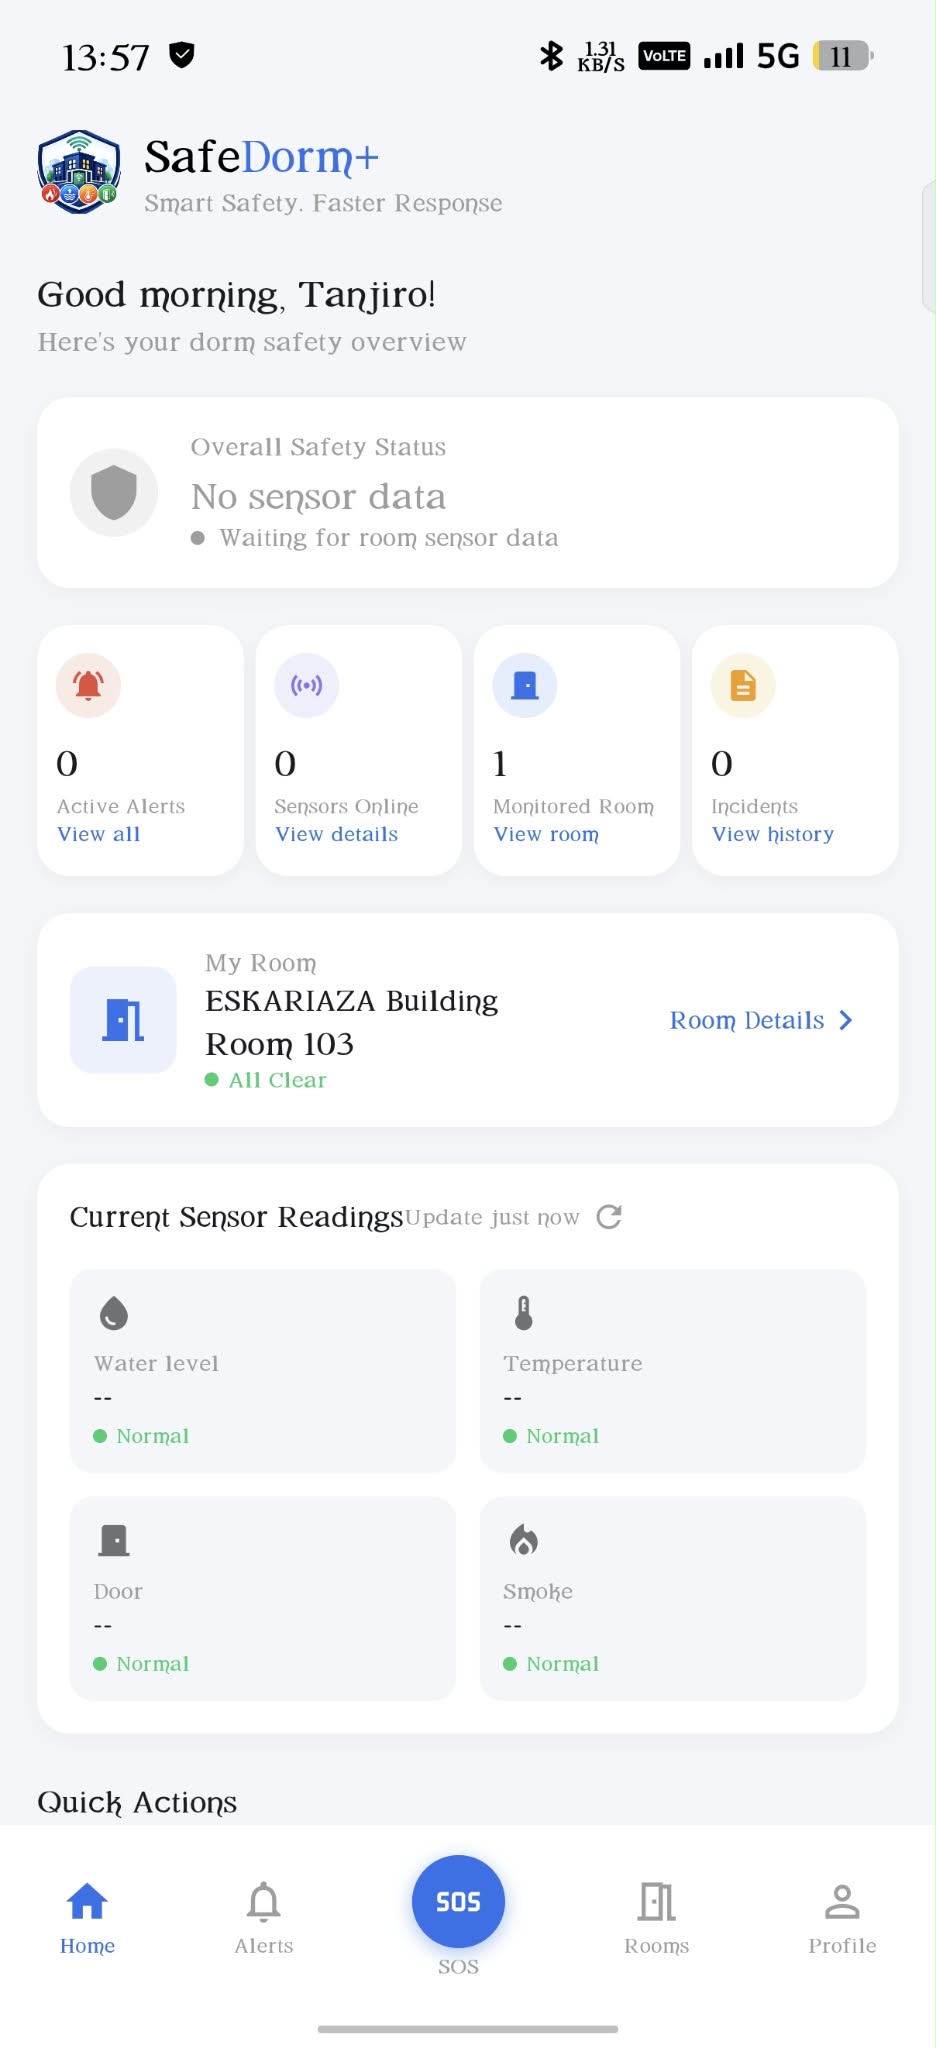 13:57
1.31 KB/S VoLTE 5G 11
SafeDorm+
Smart Safety. Faster Response
Good morning, Tanjiro!
Here's your dorm safety overview
Overall Safety Status
No sensor data
Waiting for room sensor data
0
Active Alerts
View all
0
Sensors Online
View details
1
Monitored Room
View room
0
Incidents
View history
My Room
ESKARIAZA Building
Room 103
All Clear
Room Details
Current Sensor Readings Update just now
Water level
--
Normal
Temperature
--
Normal
Door
--
Normal
Smoke
--
Normal
Quick Actions
Home
Alerts
SOS
SOS
Rooms
Profile